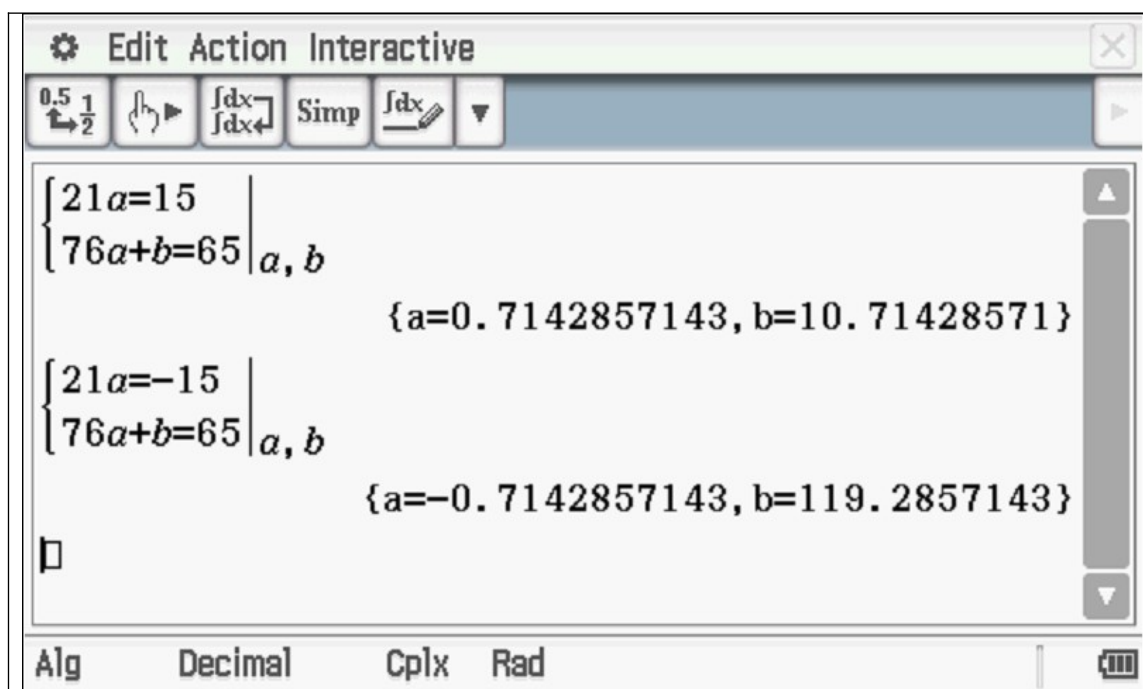 Edit Action Interactive
0.5 1/2 ∫dx ∫dx Simp ∫dx
{21a=15
76a+b=65|a, b
{a=0.7142857143, b=10.71428571}
{21a=-15
76a+b=65|a, b
{a=-0.7142857143, b=119.2857143}
Alg Decimal Cplx Rad